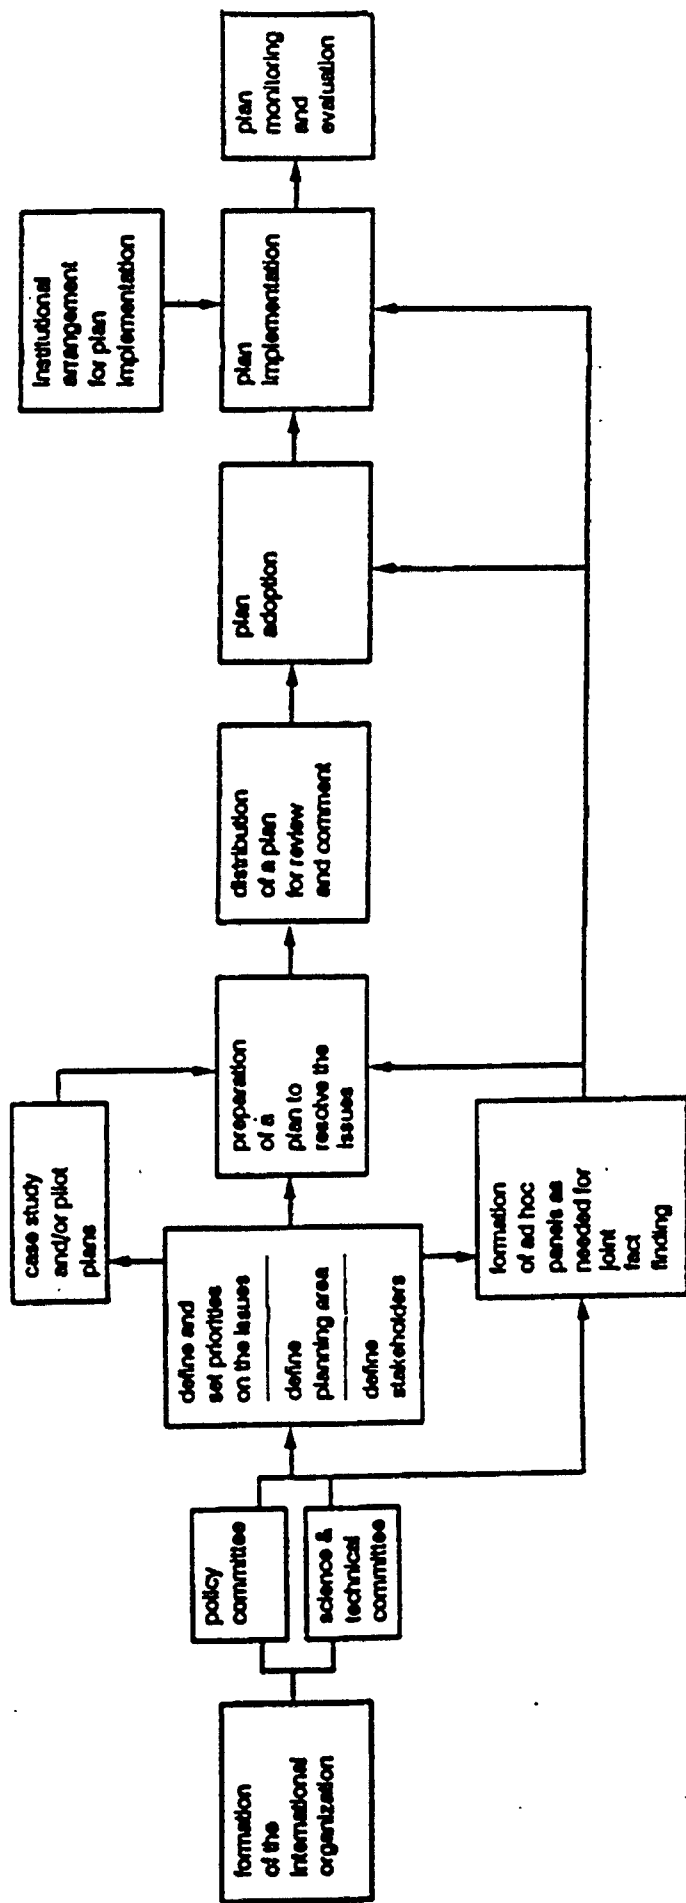 formation
of the
international
organization
policy
committee
science &
technical
committee
define and
set priorities
on the issues
define
planning area
define
stakeholders
case study
and/or pilot
plans
formation
of ad hoc
panels as
needed for
joint
fact
finding
preparation
of a
plan to
resolve the
issues
distribution
of a plan
for review
and comment
plan
adoption
institutional
arrangement
for plan
implementation
plan
implementation
plan
monitoring
and
evaluation